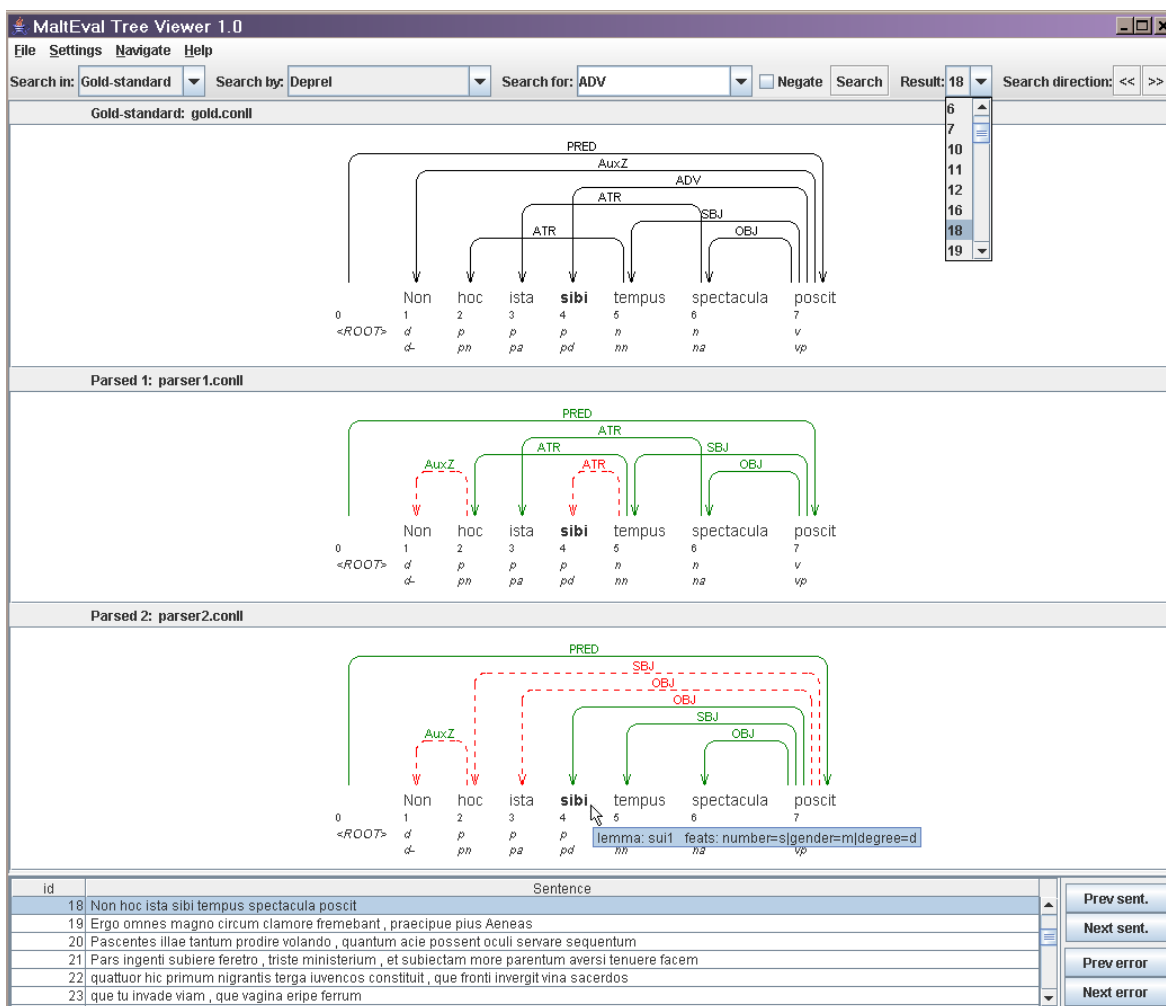 MaltEval Tree Viewer 1.0
File Settings Navigate Help
Search in: Gold-standard Search by: Deprel Search for: ADV Negate Search Result: 18 Search direction: << >>
6
7
10
11
12
16
18
19
Gold-standard: gold.conll
PRED
AuxZ
ADV
ATR
SBJ
ATR OBJ
Non hoc ista sibi tempus spectacula poscit
0 1 2 3 4 5 6 7
<ROOT> d p p p n n v
d- pn pa pd nn na vp
Parsed 1: parser1.conll
PRED
ATR
ATR SBJ
AuxZ ATR OBJ
Non hoc ista sibi tempus spectacula poscit
0 1 2 3 4 5 6 7
<ROOT> d p p p n n v
d- pn pa pd nn na vp
Parsed 2: parser2.conll
PRED
SBJ
OBJ
OBJ
SBJ
AuxZ OBJ
Non hoc ista sibi tempus spectacula poscit
0 1 2 3 4 5 6 7
<ROOT> d p p p
lemma: sui1 feats: number=s|gender=m|degree=d
d- pn pa pd nn na vp
id Sentence
18 Non hoc ista sibi tempus spectacula poscit
19 Ergo omnes magno circum clamore fremebant , praecipue pius Aeneas
20 Pascentes illae tantum prodire volando , quantum acie possent oculi servare sequentum
21 Pars ingenti subiere feretro , triste ministerium , et subiectam more parentum aversi tenuere facem
22 quattuor hic primum nigrantis terga iuvencos constituit , que fronti invergit vina sacerdos
23 que tu invade viam , que vagina eripe ferrum
Prev sent.
Next sent.
Prev error
Next error